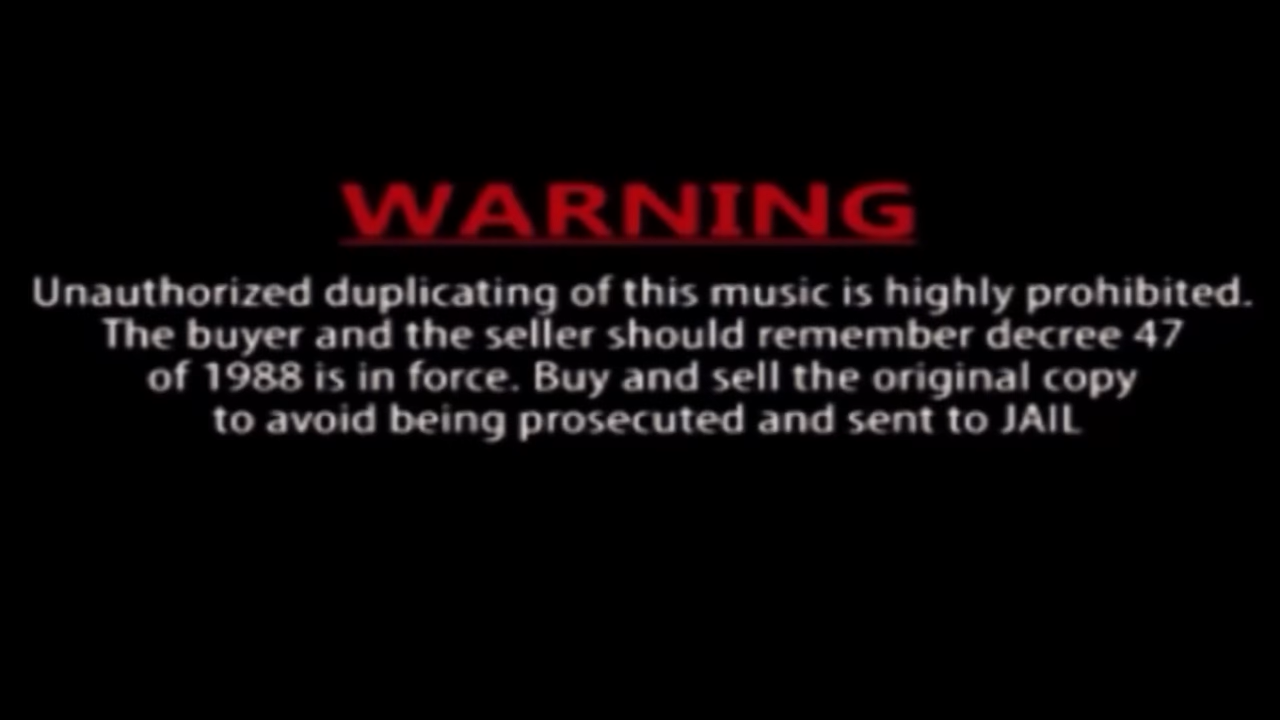 WARNING
Unauthorized duplicating of this music is highly prohibited.
The buyer and the seller should remember decree 47
of 1988 is in force. Buy and sell the original copy
to avoid being prosecuted and sent to JAIL